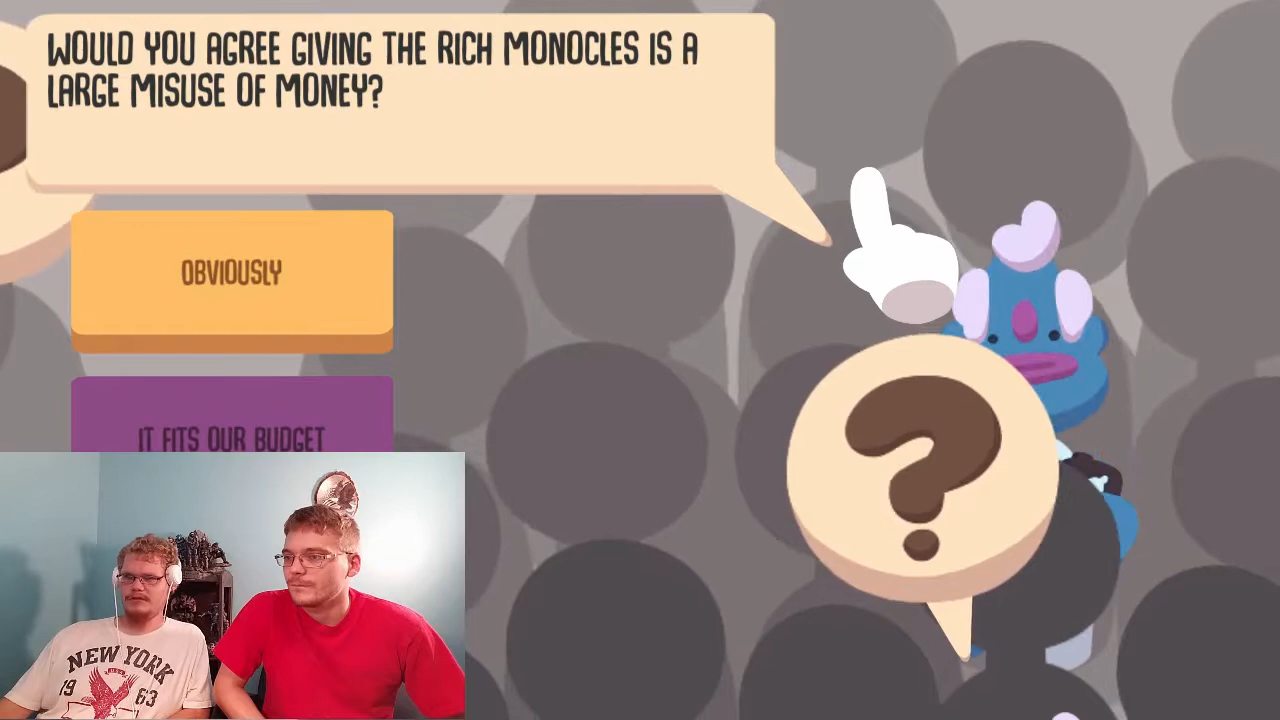 WOULD YOU AGREE GIVING THE RICH MONOCLES IS A
LARGE MISUSE OF MONEY?
OBVIOUSLY
IT FITS OUR BUDGET
NEW YORK
19 63